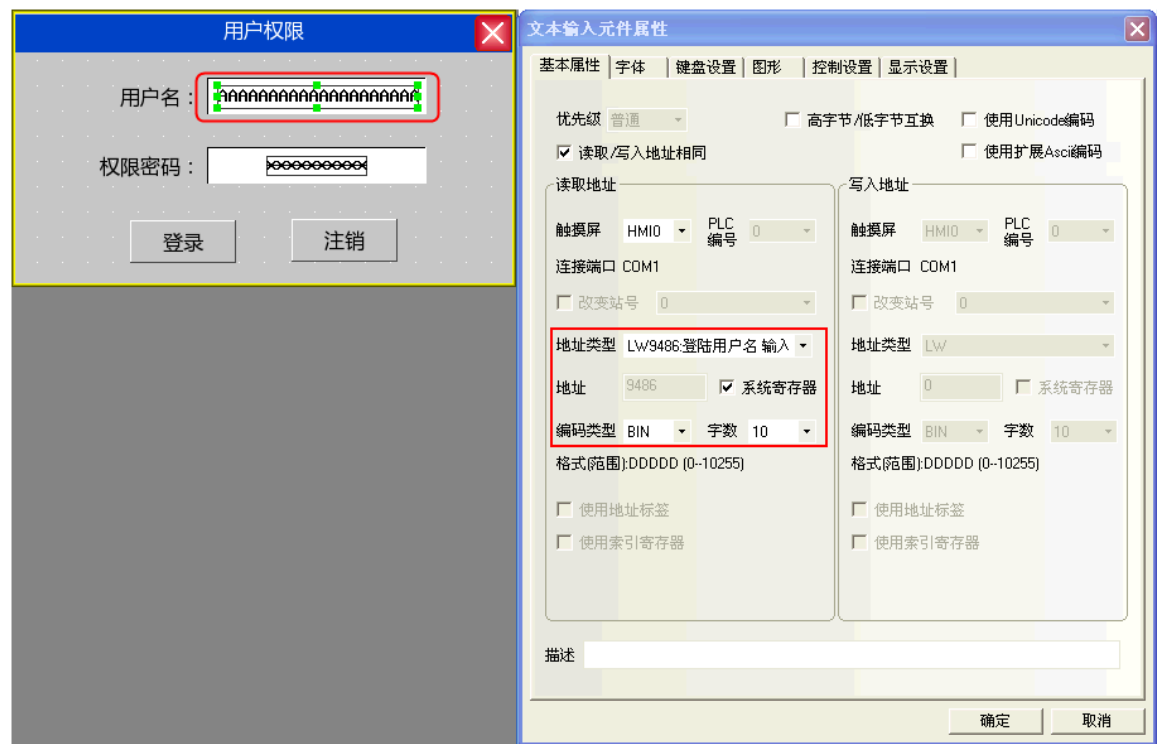 用户权限
用户名：
AAAAAAAAAAAAAAAAAAAA
权限密码：
登录
注销
文本输入元件属性
基本属性 字体 键盘设置 图形 控制设置 显示设置
优先级 普通 高字节/低字节互换 使用Unicode编码
读取/写入地址相同 使用扩展Ascii编码
读取地址
触摸屏 HMI0 PLC编号 0
连接端口 COM1
改变站号 0
地址类型 LW9486:登陆用户名 输入
地址 9486 系统寄存器
编码类型 BIN 字数 10
格式(范围):DDDDD (0--10255)
使用地址标签
使用索引寄存器
写入地址
触摸屏 HMI0 PLC编号 0
连接端口 COM1
改变站号 0
地址类型 LW
地址 0 系统寄存器
编码类型 BIN 字数 10
格式(范围):DDDDD (0--10255)
使用地址标签
使用索引寄存器
描述
确定 取消